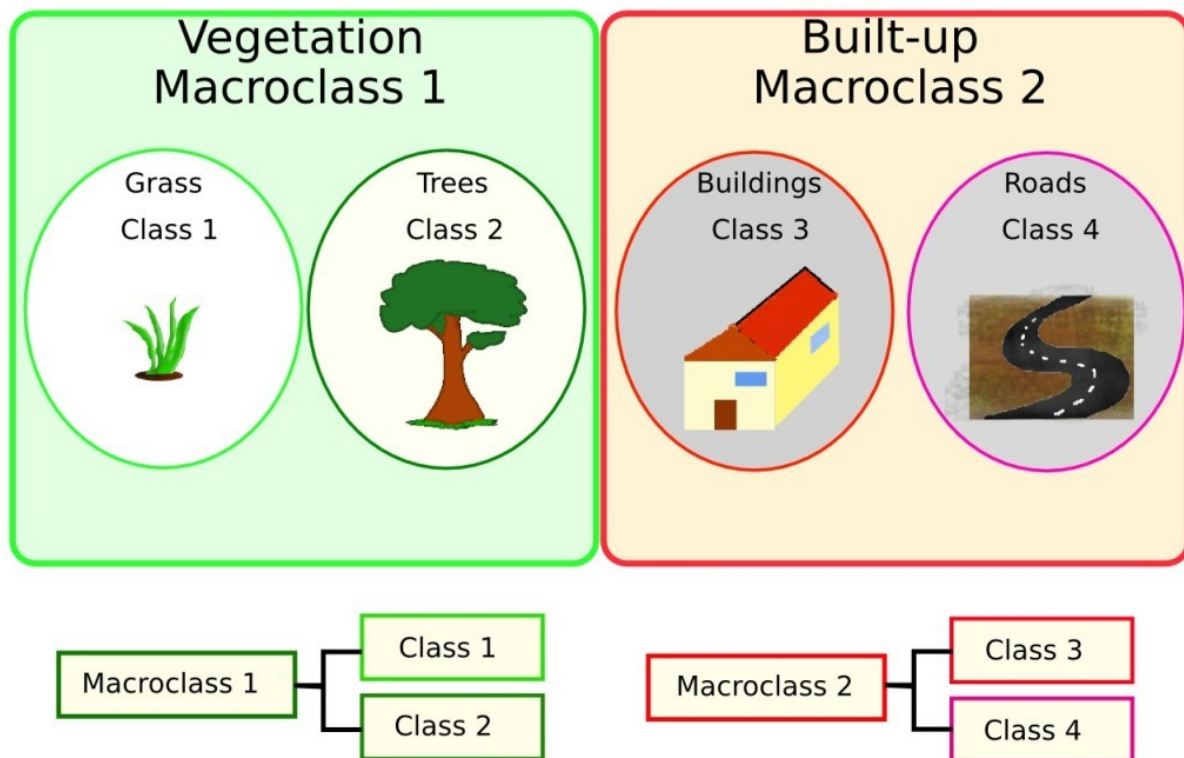 Vegetation
Macroclass 1
Built-up
Macroclass 2
Grass
Class 1
Trees
Class 2
Buildings
Class 3
Roads
Class 4
Macroclass 1
Class 1
Class 2
Macroclass 2
Class 3
Class 4